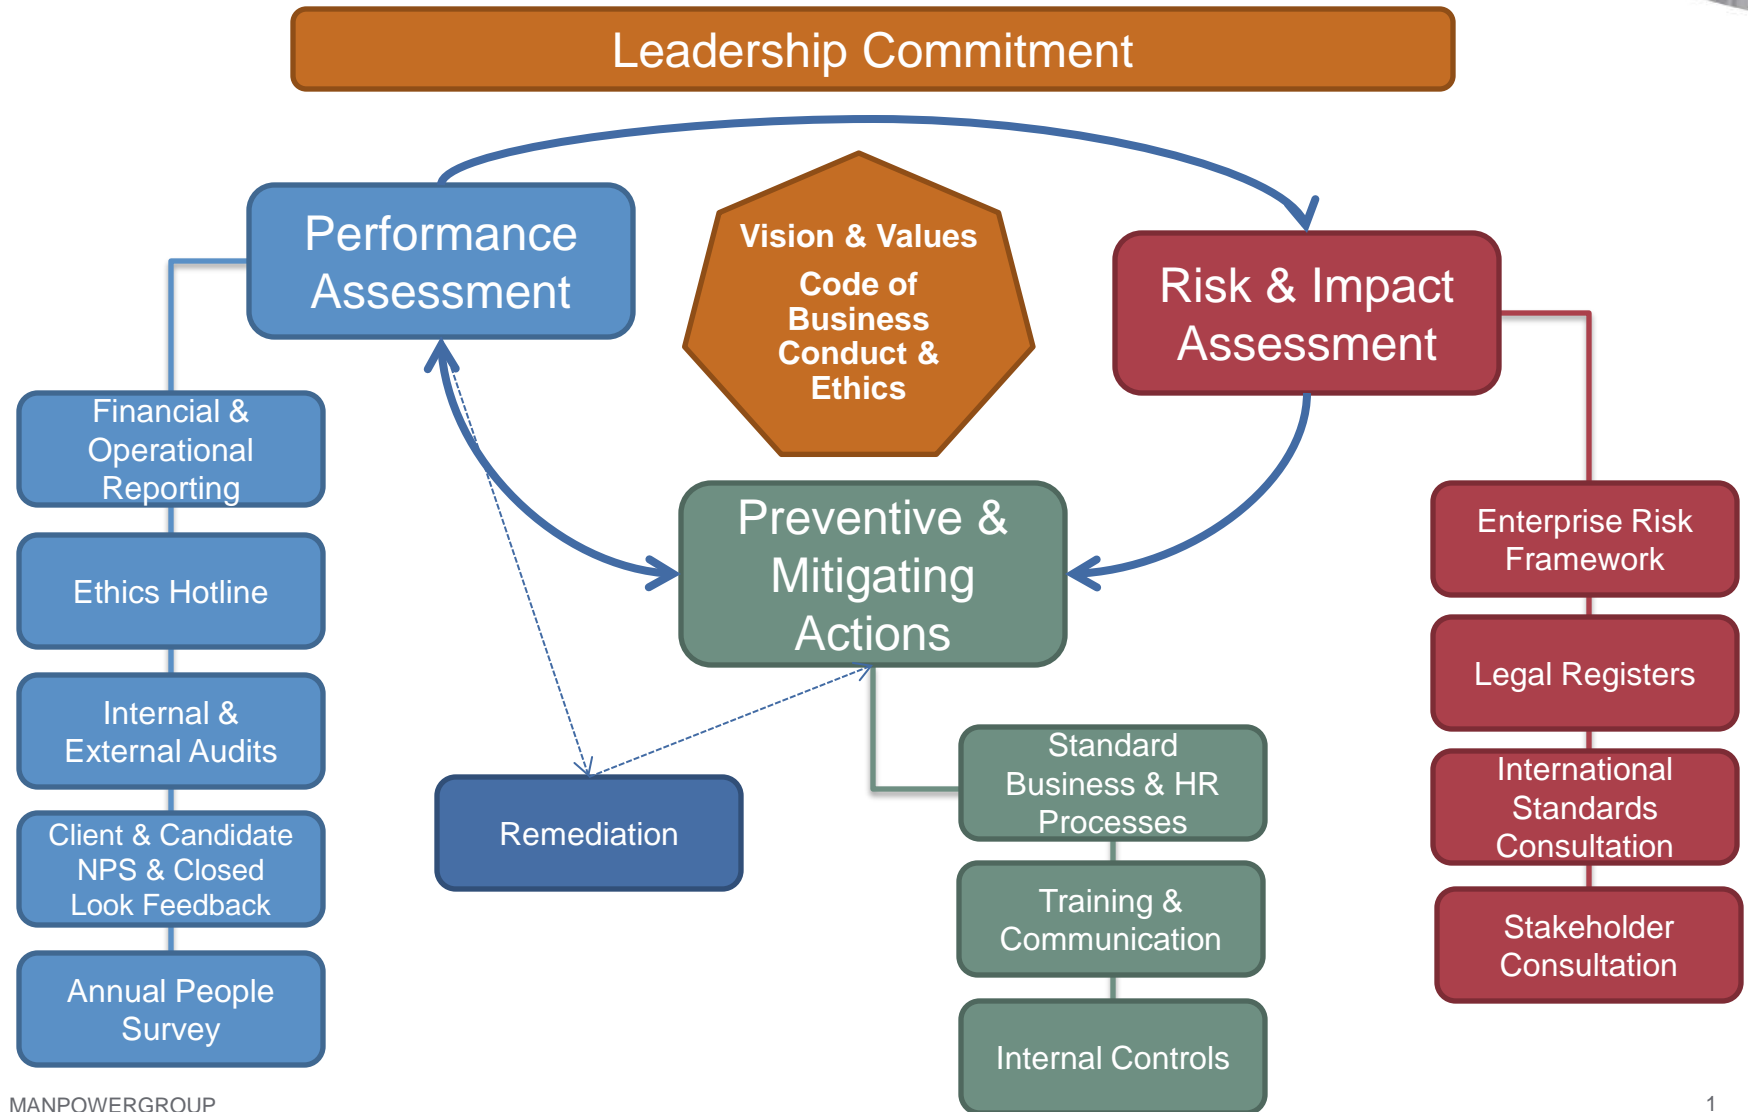 Leadership Commitment
Performance
Assessment
Vision & Values
Code of
Business
Conduct &
Ethics
Risk & Impact
Assessment
Financial &
Operational
Reporting
Ethics Hotline
Internal &
External Audits
Client & Candidate
NPS & Closed
Look Feedback
Annual People
Survey
Preventive &
Mitigating
Actions
Remediation
Standard
Business & HR
Processes
Training &
Communication
Internal Controls
Enterprise Risk
Framework
Legal Registers
International
Standards
Consultation
Stakeholder
Consultation
MANPOWERGROUP
1